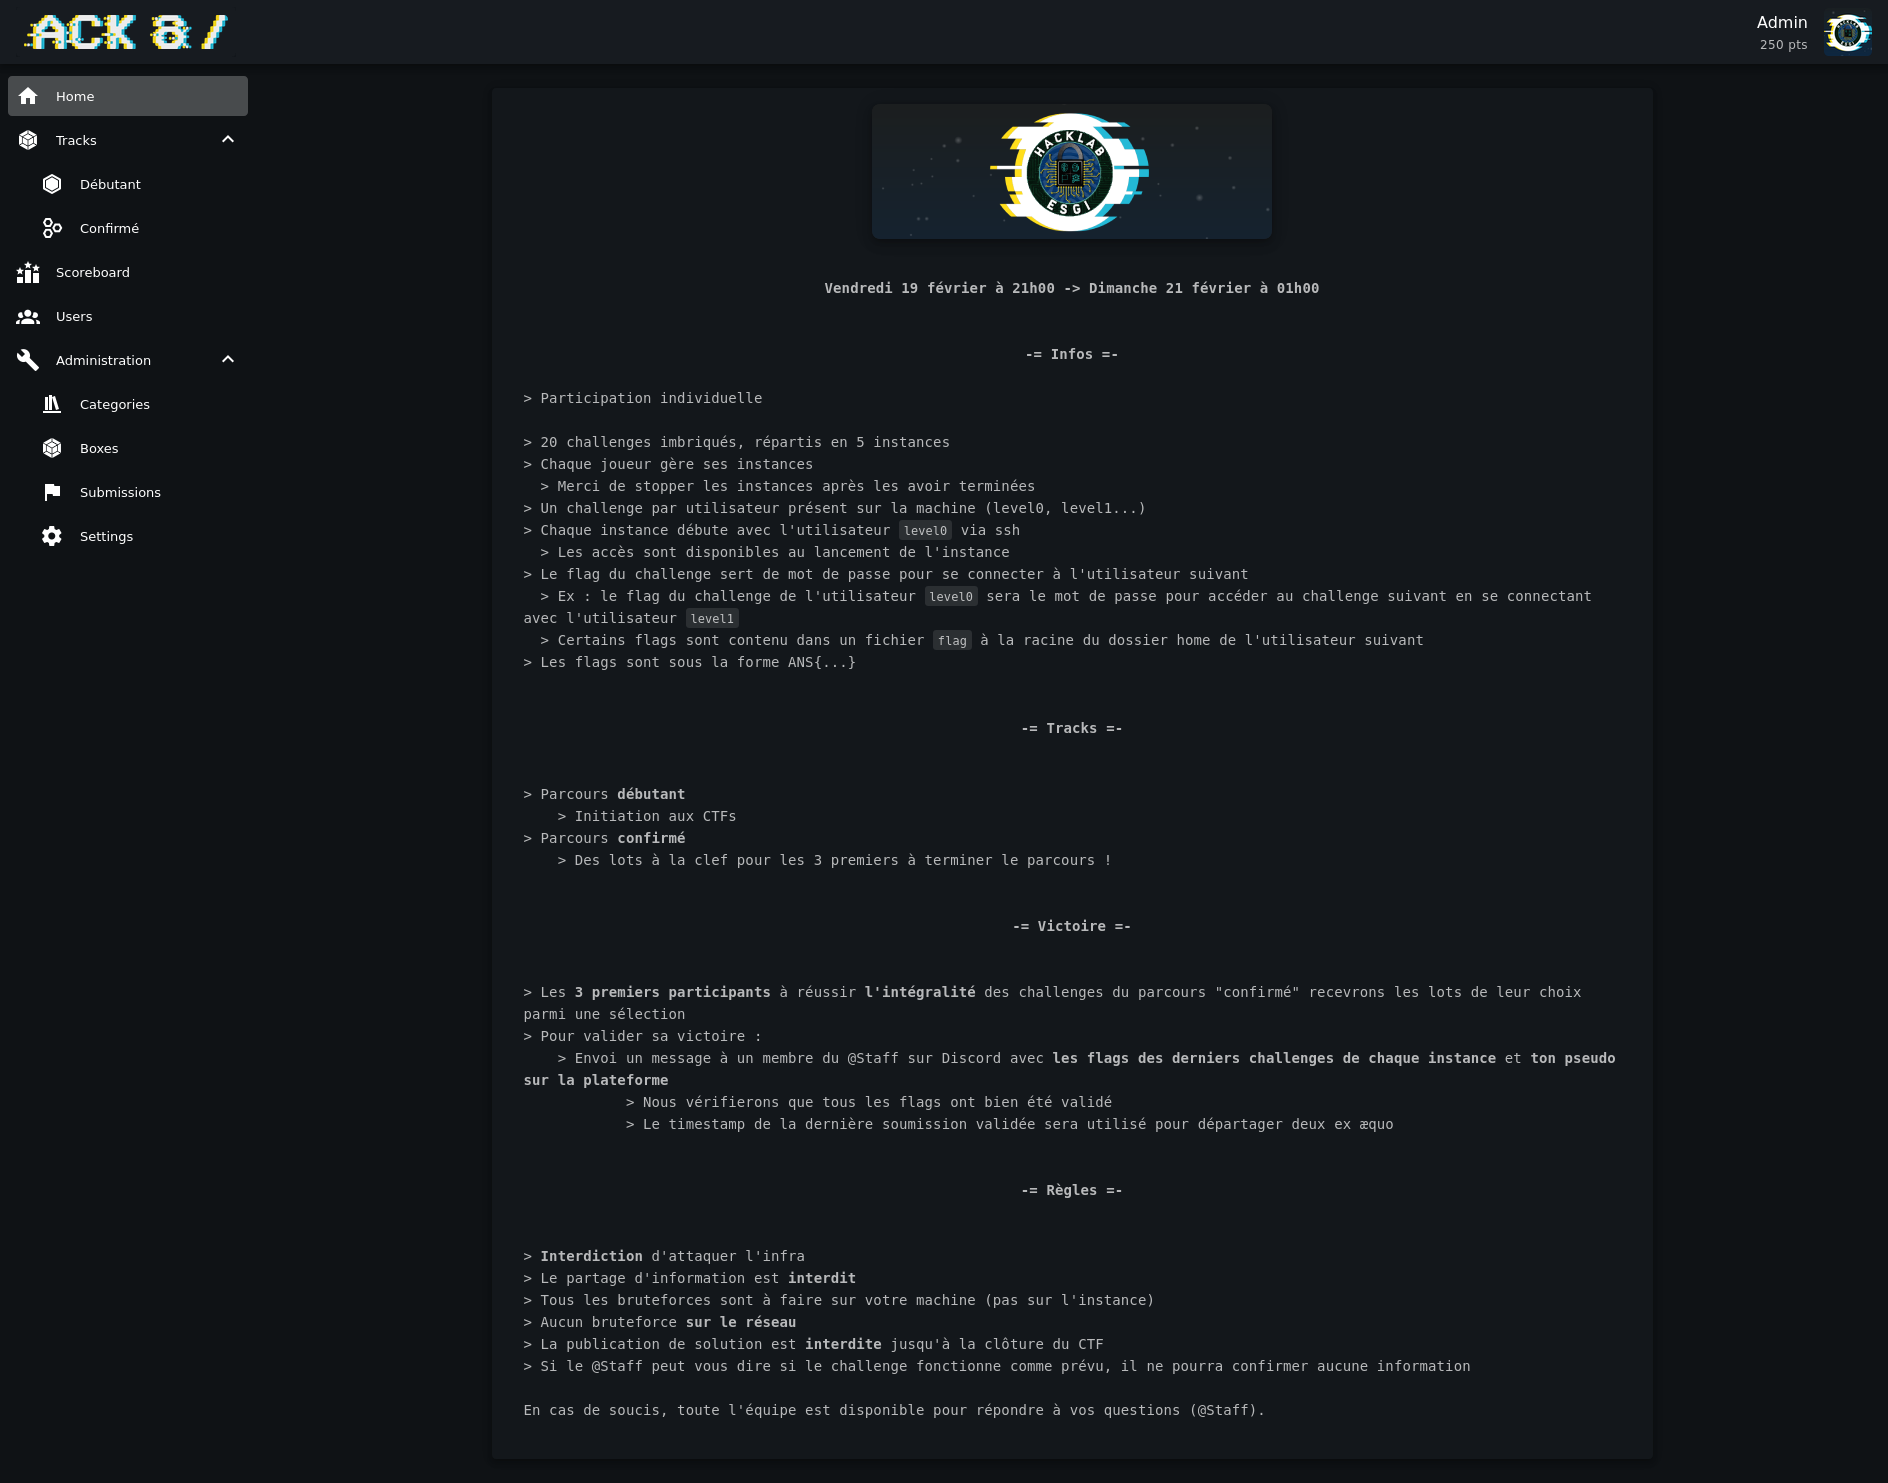 ACK & /
Admin
250 pts
Home
Tracks
Débutant
Confirmé
Scoreboard
Users
Administration
Categories
Boxes
Submissions
Settings
HACKLAB
ESGI
Vendredi 19 février à 21h00 -> Dimanche 21 février à 01h00
-= Infos =-
> Participation individuelle
> 20 challenges imbriqués, répartis en 5 instances
> Chaque joueur gère ses instances
> Merci de stopper les instances après les avoir terminées
> Un challenge par utilisateur présent sur la machine (level0, level1...)
> Chaque instance débute avec l'utilisateur level0 via ssh
> Les accès sont disponibles au lancement de l'instance
> Le flag du challenge sert de mot de passe pour se connecter à l'utilisateur suivant
> Ex : le flag du challenge de l'utilisateur level0 sera le mot de passe pour accéder au challenge suivant en se connectant
avec l'utilisateur level1
> Certains flags sont contenu dans un fichier flag à la racine du dossier home de l'utilisateur suivant
> Les flags sont sous la forme ANS{...}
-= Tracks =-
> Parcours débutant
> Initiation aux CTFs
> Parcours confirmé
> Des lots à la clef pour les 3 premiers à terminer le parcours !
-= Victoire =-
> Les 3 premiers participants à réussir l'intégralité des challenges du parcours "confirmé" recevrons les lots de leur choix
parmi une sélection
> Pour valider sa victoire :
> Envoi un message à un membre du @Staff sur Discord avec les flags des derniers challenges de chaque instance et ton pseudo
sur la plateforme
> Nous vérifierons que tous les flags ont bien été validé
> Le timestamp de la dernière soumission validée sera utilisé pour départager deux ex æquo
-= Règles =-
> Interdiction d'attaquer l'infra
> Le partage d'information est interdit
> Tous les bruteforces sont à faire sur votre machine (pas sur l'instance)
> Aucun bruteforce sur le réseau
> La publication de solution est interdite jusqu'à la clôture du CTF
> Si le @Staff peut vous dire si le challenge fonctionne comme prévu, il ne pourra confirmer aucune information
En cas de soucis, toute l'équipe est disponible pour répondre à vos questions (@Staff).